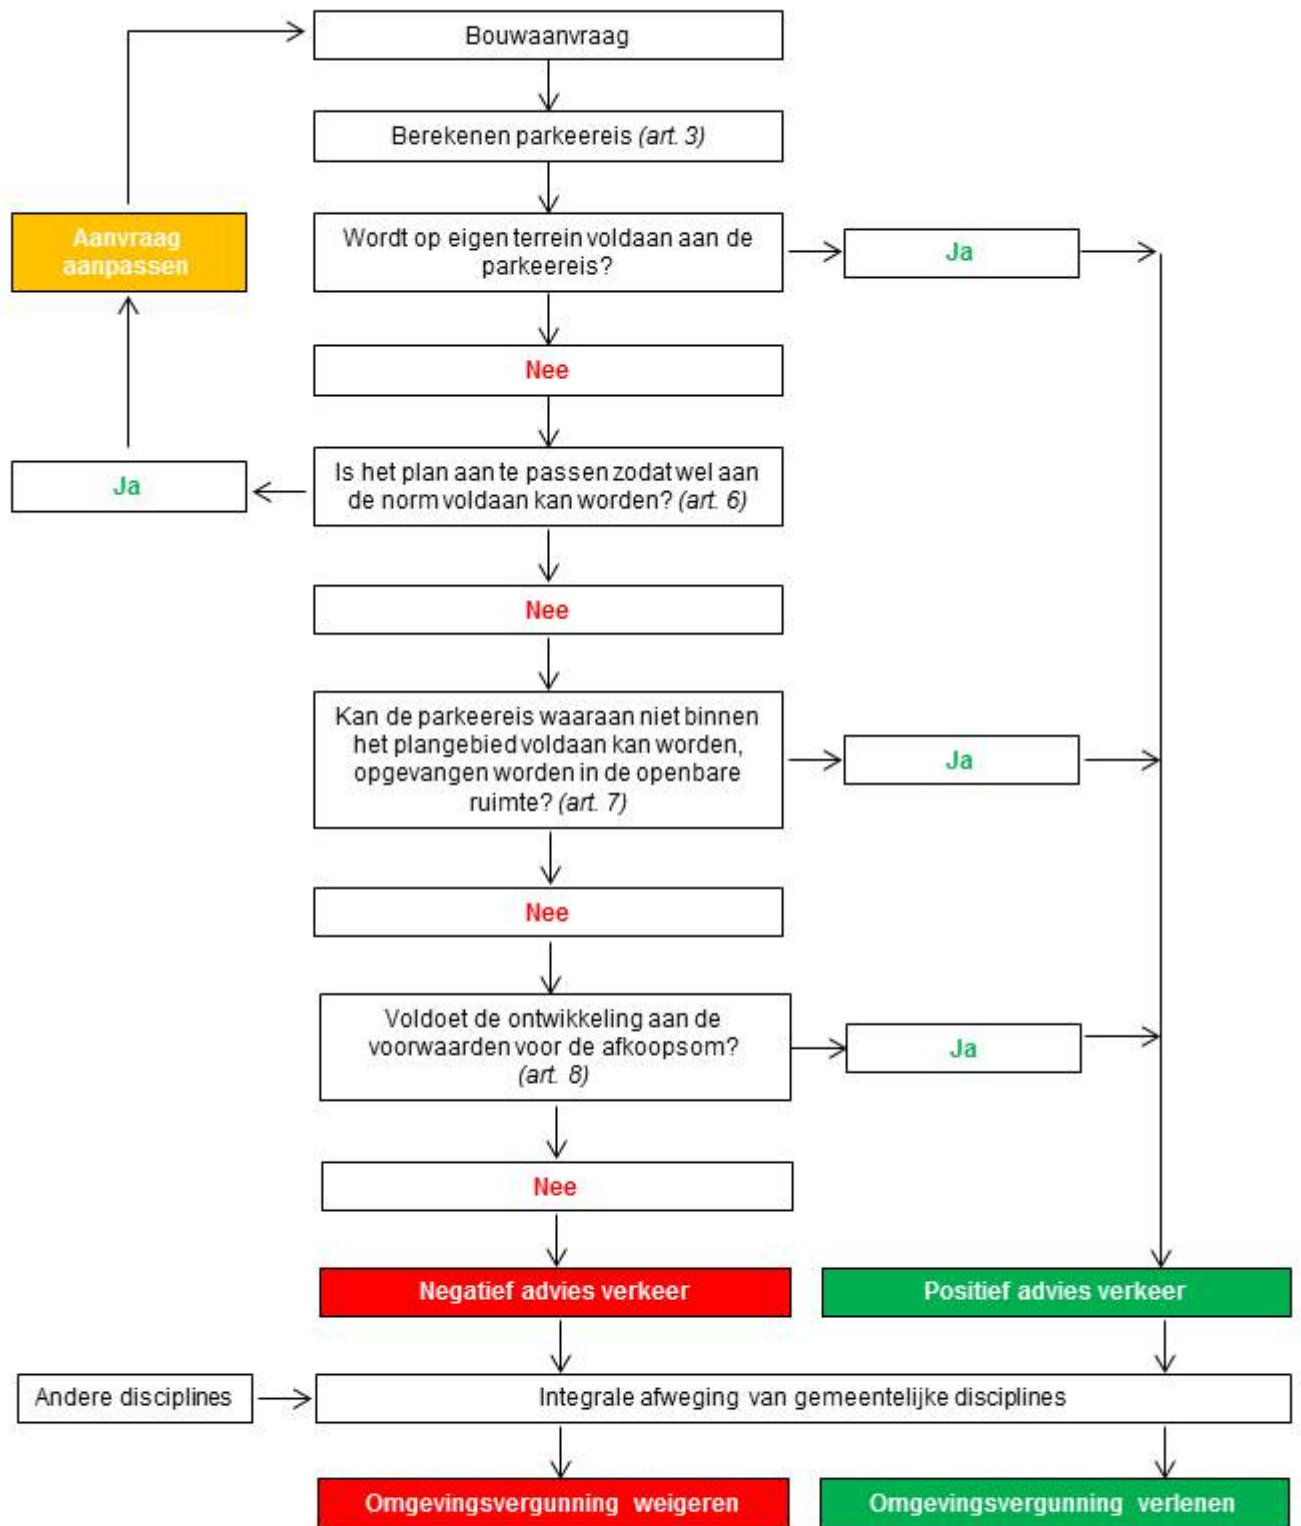 Bouwaanvraag
Berekenen parkeereis (art. 3)
Aanvraag
aanpassen
Wordt op eigen terrein voldaan aan de
parkeereis?
Ja
Nee
Ja
Is het plan aan te passen zodat wel aan
de norm voldaan kan worden? (art. 6)
Nee
Kan de parkeereis waaraan niet binnen
het plangebied voldaan kan worden,
opgevangen worden in de openbare
ruimte? (art. 7)
Ja
Nee
Voldoet de ontwikkeling aan de
voorwaarden voor de afkoopsom?
(art. 8)
Ja
Nee
Negatief advies verkeer
Positief advies verkeer
Andere disciplines
Integrale afweging van gemeentelijke disciplines
Omgevingsvergunning weigeren
Omgevingsvergunning verlenen